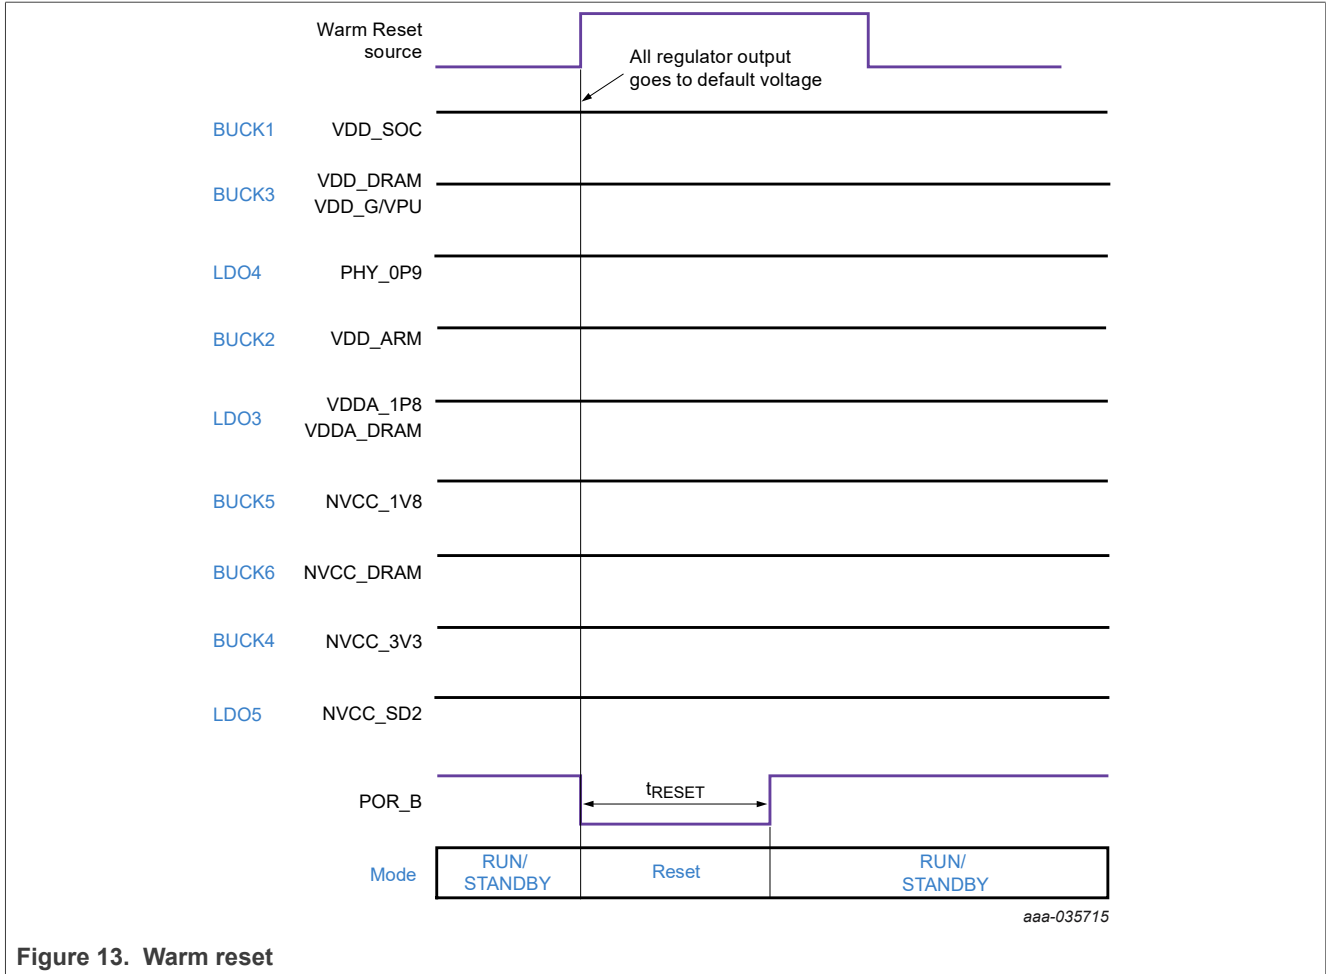 Warm Reset
source
All regulator output
goes to default voltage
BUCK1 VDD_SOC
BUCK3 VDD_DRAM
VDD_G/VPU
LDO4 PHY_0P9
BUCK2 VDD_ARM
LDO3 VDDA_1P8
VDDA_DRAM
BUCK5 NVCC_1V8
BUCK6 NVCC_DRAM
BUCK4 NVCC_3V3
LDO5 NVCC_SD2
POR_B tRESET
Mode RUN/
STANDBY Reset RUN/
STANDBY
aaa-035715
Figure 13. Warm reset